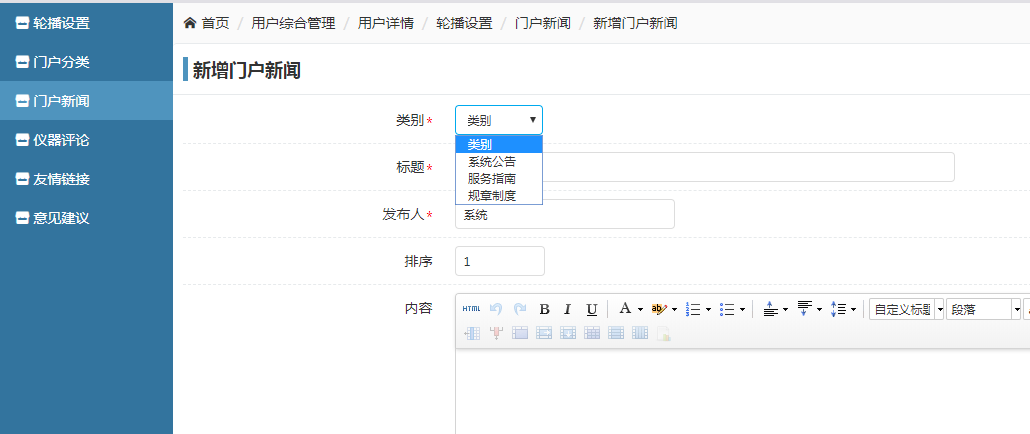 轮播设置
门户分类
门户新闻
仪器评论
友情链接
意见建议
首页 / 用户综合管理 / 用户详情 / 轮播设置 / 门户新闻 / 新增门户新闻
新增门户新闻
类别* 类别
类别
系统公告
服务指南
规章制度
标题*
发布人* 系统
排序 1
内容
HTML B I U A ab 自定义标题 段落